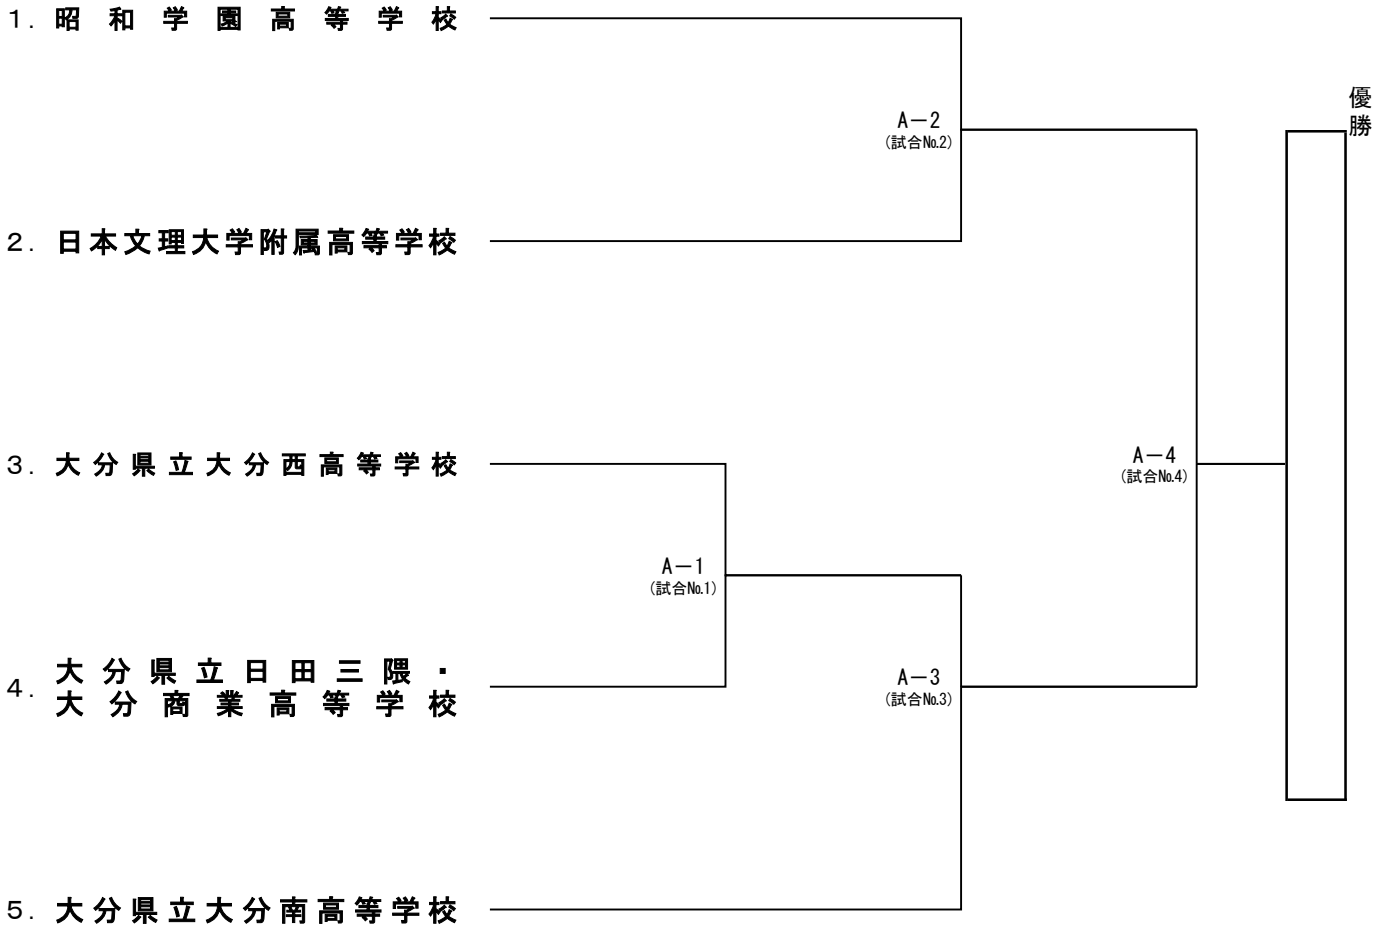 1. 昭和学園高等学校
優勝
A－2
(試合№2)
2. 日本文理大学附属高等学校
3. 大分県立大分西高等学校
A－4
(試合№4)
A－1
(試合№1)
4. 大分県立日田三隈・
大分商業高等学校
A－3
(試合№3)
5. 大分県立大分南高等学校